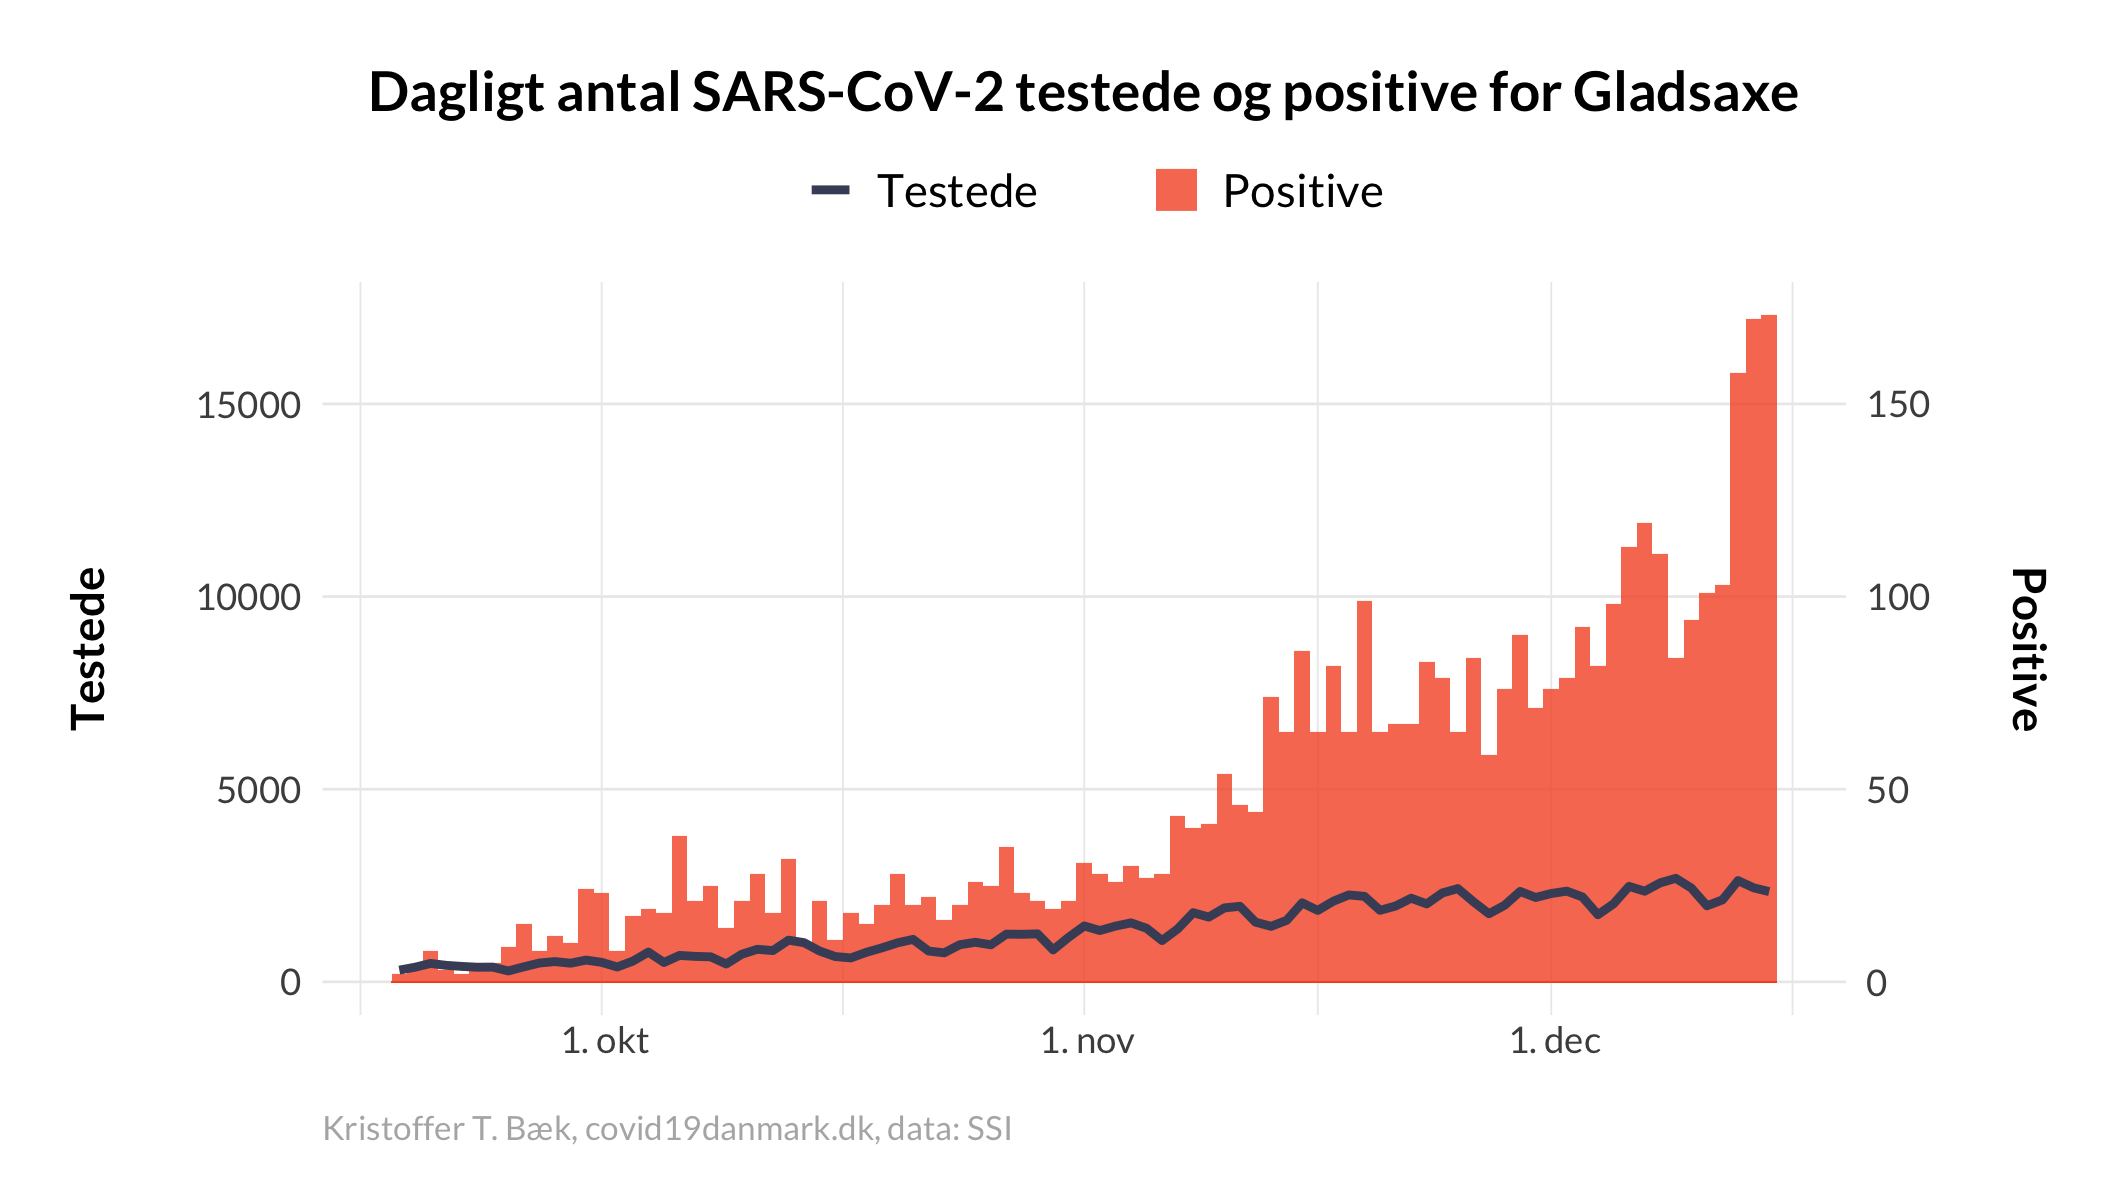 Dagligt antal SARS-CoV-2 testede og positive for Gladsaxe
Testede
Positive
15000
10000
5000
0
150
100
50
0
Testede
Positive
1. okt
1. nov
1. dec
Kristoffer T. Bæk, covid19danmark.dk, data: SSI